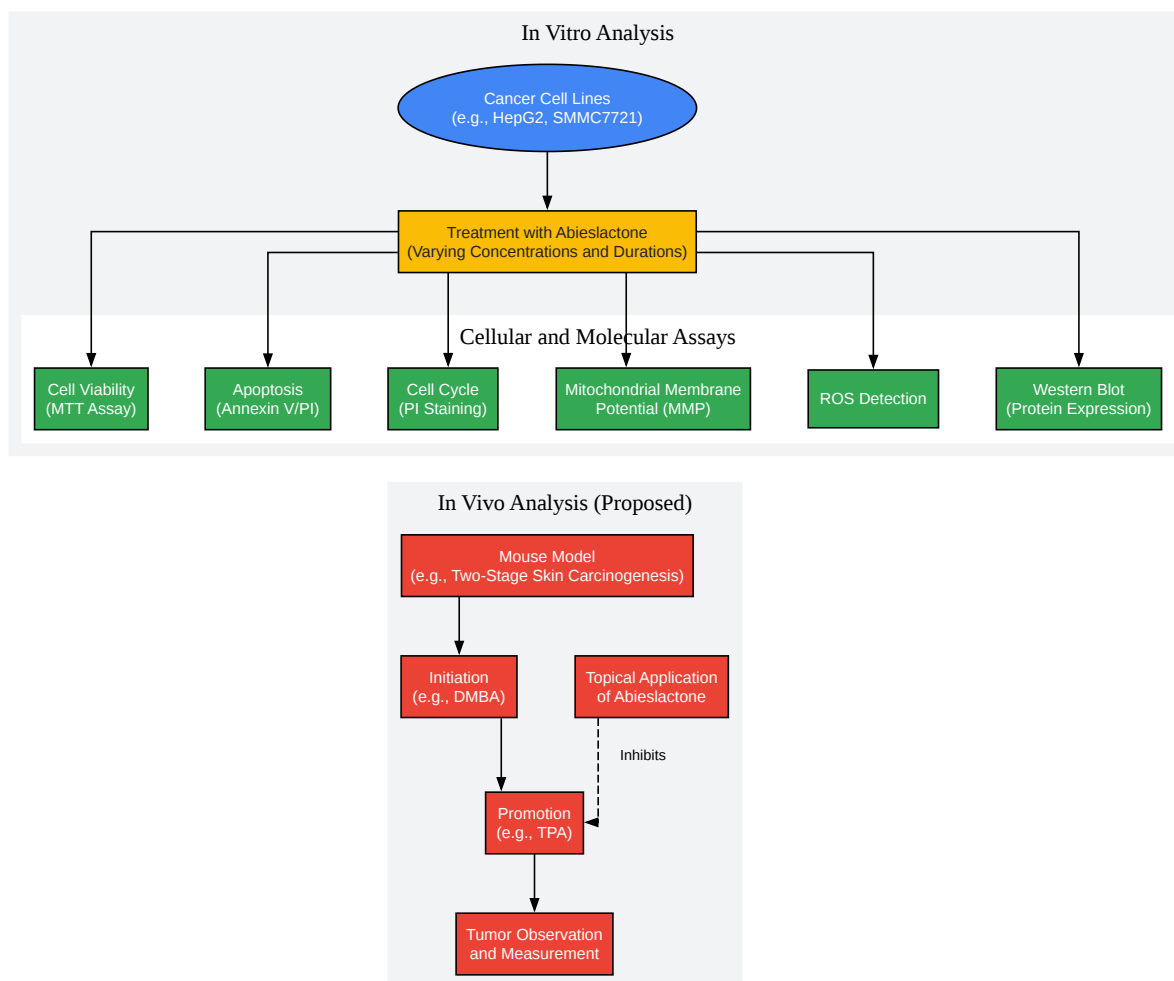 In Vitro Analysis
Cancer Cell Lines
(e.g., HepG2, SMMC7721)
Treatment with Abieslactone
(Varying Concentrations and Durations)
Cellular and Molecular Assays
Cell Viability
(MTT Assay)
Apoptosis
(Annexin V/PI)
Cell Cycle
(PI Staining)
Mitochondrial Membrane
Potential (MMP)
ROS Detection
Western Blot
(Protein Expression)
In Vivo Analysis (Proposed)
Mouse Model
(e.g., Two-Stage Skin Carcinogenesis)
Initiation
(e.g., DMBA)
Topical Application
of Abieslactone
Inhibits
Promotion
(e.g., TPA)
Tumor Observation
and Measurement